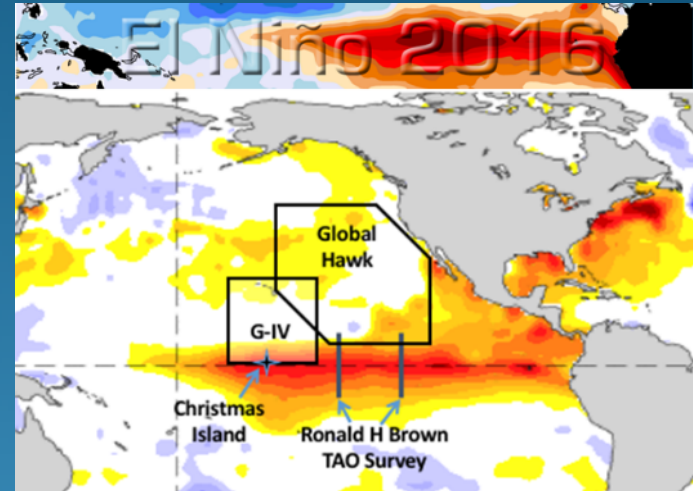 El Niño 2016
Global
Hawk
G-IV
Christmas
Island
Ronald H Brown
TAO Survey